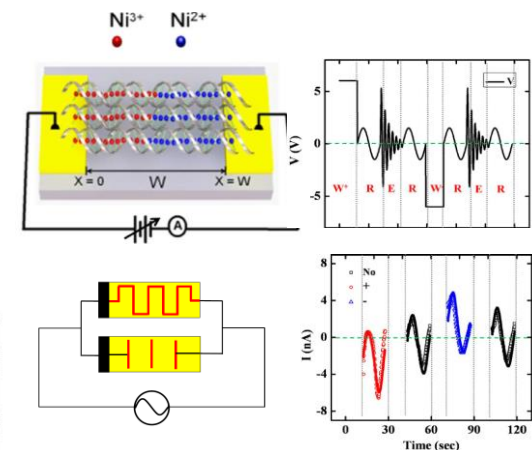 Ni³⁺ Ni²⁺
X = 0 W X = W
A
V (V)
5
0
-5
V
W⁺ R E R W⁻ R E R
I (nA)
8
4
0
-4
-8
No
+
-
0 30 60 90 120
Time (sec)